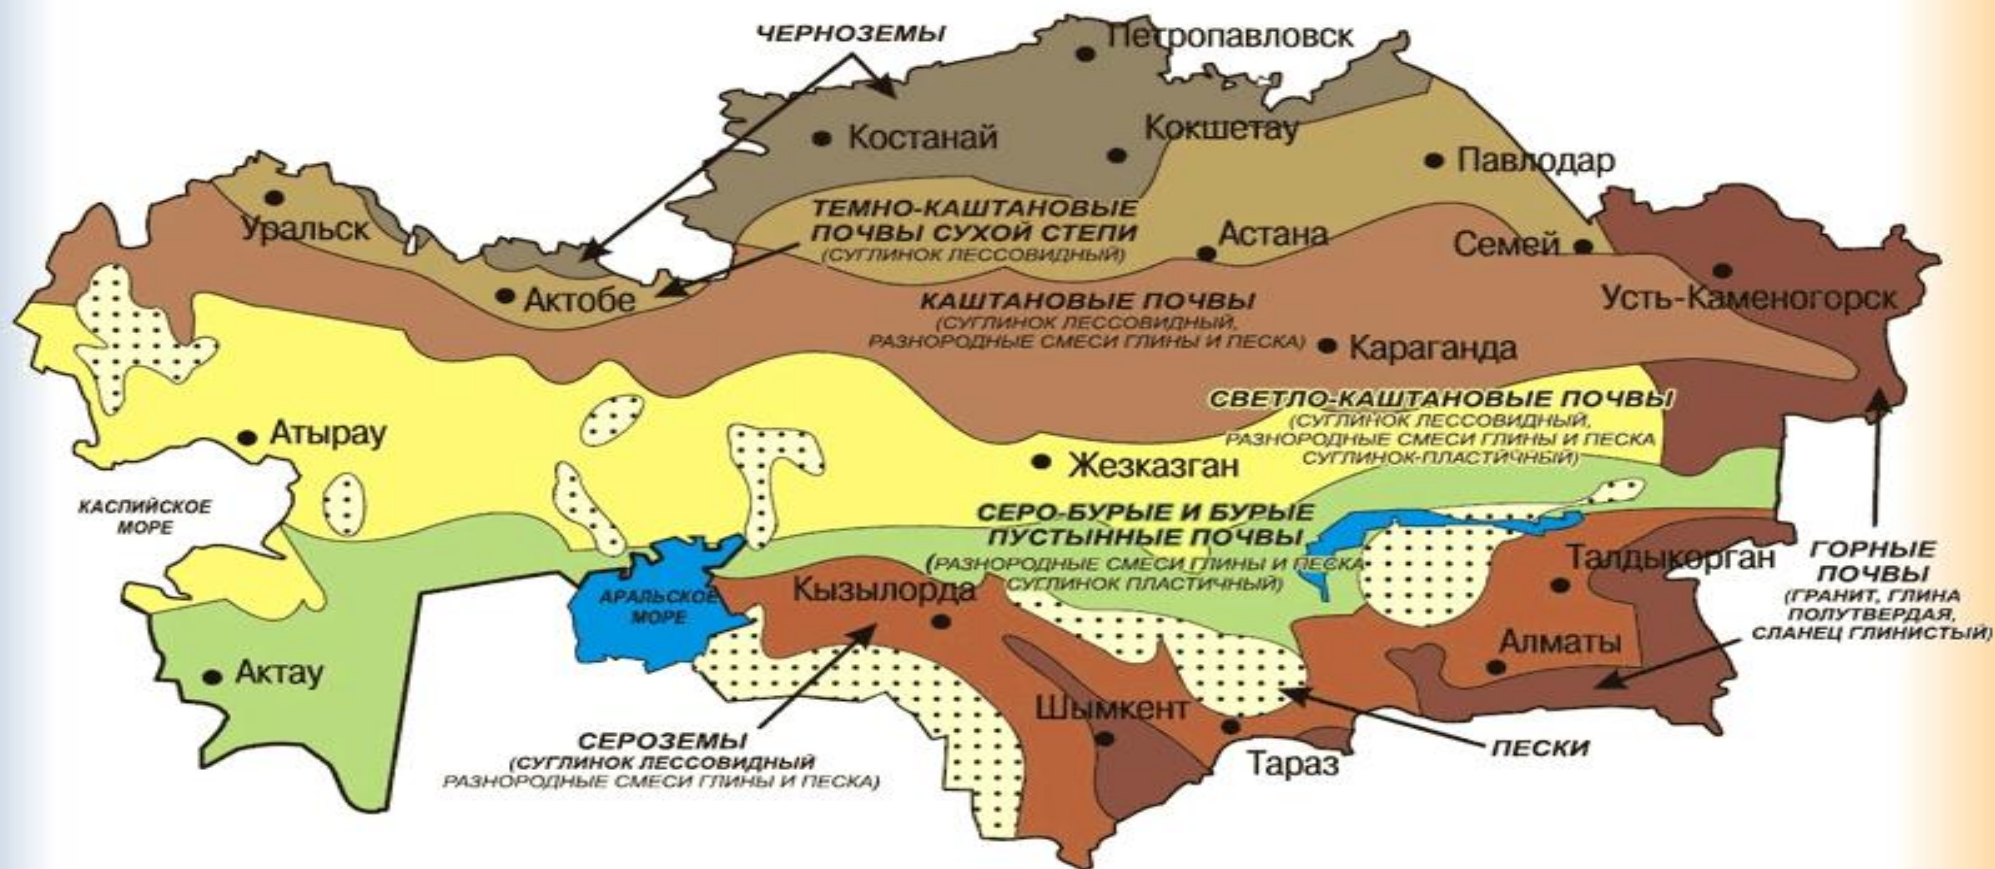 ЧЕРНОЗЕМЫ
Петропавловск
Костанай
Кокшетау
Павлодар
Уральск
ТЕМНО-КАШТАНОВЫЕ
ПОЧВЫ СУХОЙ СТЕПИ
(СУГЛИНОК ЛЕССОВИДНЫЙ)
Астана
Семей
Усть-Каменогорск
Актобе
КАШТАНОВЫЕ ПОЧВЫ
(СУГЛИНОК ЛЕССОВИДНЫЙ,
РАЗНОРОДНЫЕ СМЕСИ ГЛИНЫ И ПЕСКА)
Караганда
СВЕТЛО-КАШТАНОВЫЕ ПОЧВЫ
(СУГЛИНОК ЛЕССОВИДНЫЙ,
РАЗНОРОДНЫЕ СМЕСИ ГЛИНЫ И ПЕСКА
СУГЛИНОК-ПЛАСТИЧНЫЙ)
Атырау
Жезказган
КАСПИЙСКОЕ
МОРЕ
СЕРО-БУРЫЕ И БУРЫЕ
ПУСТЫННЫЕ ПОЧВЫ
(РАЗНОРОДНЫЕ СМЕСИ ГЛИНЫ И ПЕСКА
СУГЛИНОК ПЛАСТИЧНЫЙ)
Талдыкорган
ГОРНЫЕ
ПОЧВЫ
(ГРАНИТ, ГЛИНА
ПОЛУТВЕРДАЯ,
СЛАНЕЦ ГЛИНИСТЫЙ)
АРАЛЬСКОЕ
МОРЕ
Кызылорда
Алматы
Актау
Шымкент
Тараз
СЕРОЗЕМЫ
(СУГЛИНОК ЛЕССОВИДНЫЙ
РАЗНОРОДНЫЕ СМЕСИ ГЛИНЫ И ПЕСКА)
ПЕСКИ